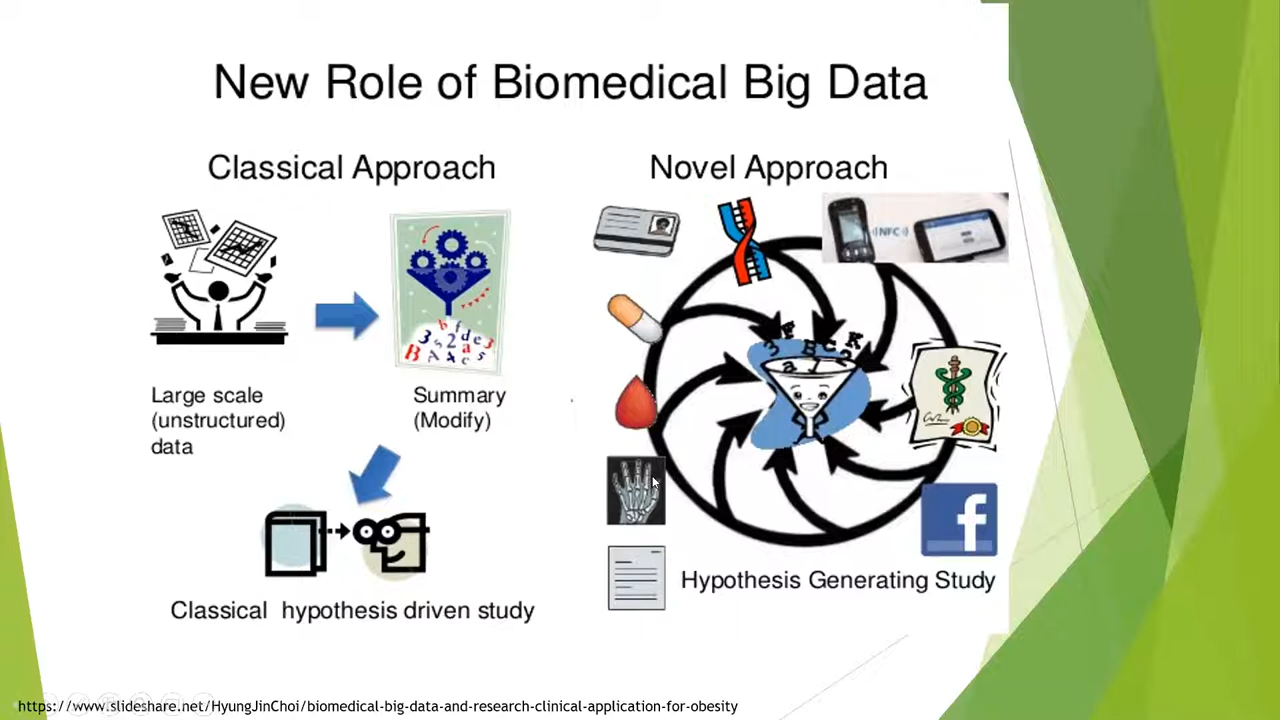 New Role of Biomedical Big Data
Classical Approach
Large scale
(unstructured)
data
Summary
(Modify)
Classical hypothesis driven study
Novel Approach
NFC
Hypothesis Generating Study
https://www.slideshare.net/HyungJinChoi/biomedical-big-data-and-research-clinical-application-for-obesity